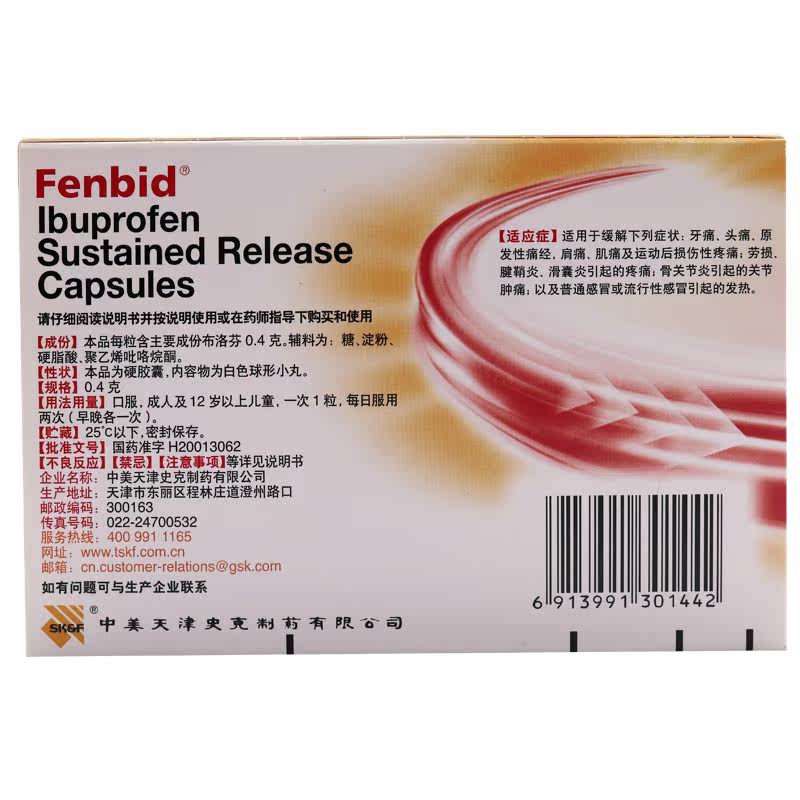 Fenbid®
Ibuprofen
Sustained Release
Capsules
请仔细阅读说明书并按说明使用或在药师指导下购买和使用
【成份】本品每粒含主要成份布洛芬0.4克。辅料为：糖、淀粉、
硬脂酸、聚乙烯吡咯烷酮。
【性状】本品为硬胶囊，内容物为白色球形小丸。
【规格】0.4克
【用法用量】口服，成人及12岁以上儿童，一次1粒，每日服用
两次（早晚各一次）。
【贮藏】25℃以下，密封保存。
【批准文号】国药准字H20013062
【不良反应】【禁忌】【注意事项】等详见说明书
企业名称：中美天津史克制药有限公司
生产地址：天津市东丽区程林庄道澄州路口
邮政编码：300163
传真号码：022-24700532
服务热线：400 991 1165
网址：www.tskf.com.cn
邮箱：cn.customer-relations@gsk.com
如有问题可与生产企业联系
SK&F® 中美天津史克制药有限公司
【适应症】适用于缓解下列症状：牙痛、头痛、原
发性痛经，肩痛、肌痛及运动后损伤性疼痛；劳损、
腱鞘炎、滑囊炎引起的疼痛；骨关节炎引起的关节
肿痛；以及普通感冒或流行性感冒引起的发热。
6 913991 301442